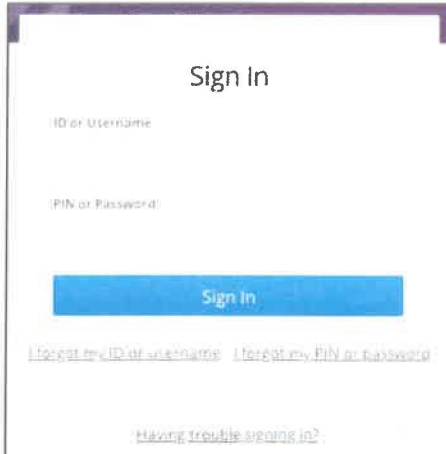 Sign In
ID or Username
PIN or Password
Sign In
I forgot my ID or username I forgot my PIN or password
Having trouble signing in?